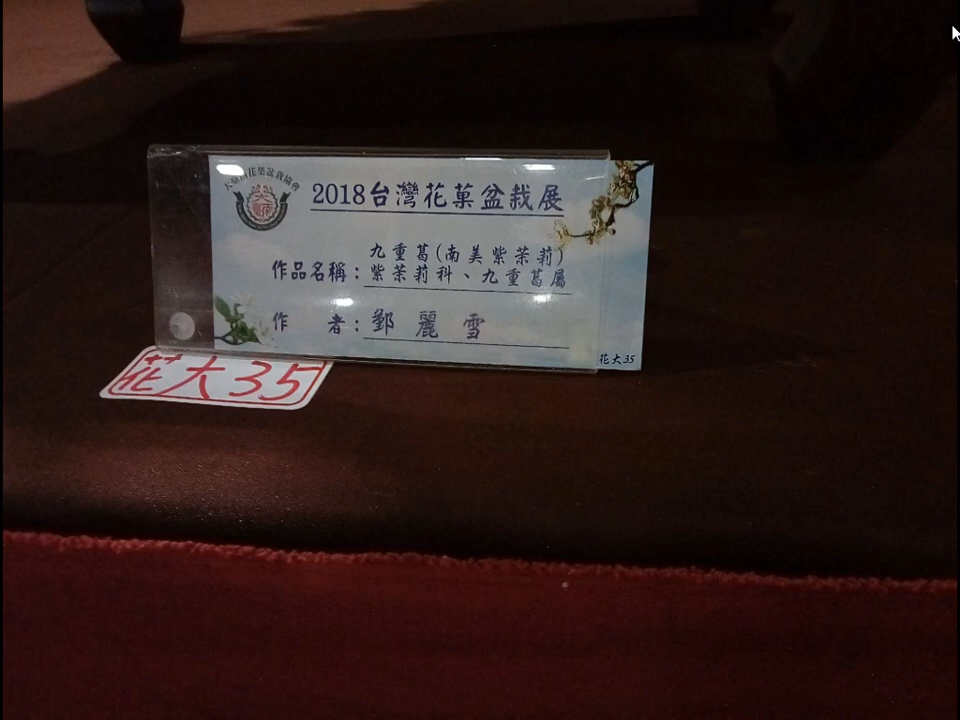 2018台灣花菓盆栽展
作品名稱：九重葛(南美紫茉莉)
紫茉莉科、九重葛屬
作 者：鄭麗雪
花大35
花大35